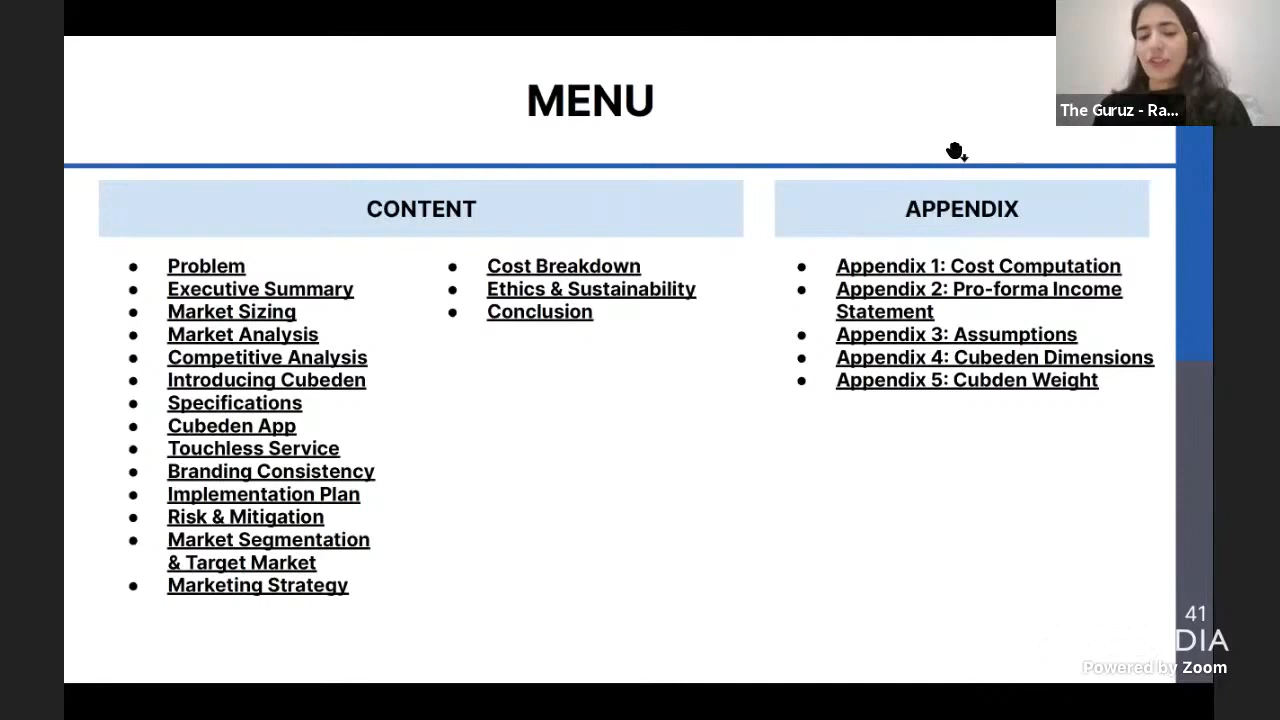 MENU
The Guruz - Ra...
CONTENT
Problem
Executive Summary
Market Sizing
Market Analysis
Competitive Analysis
Introducing Cubeden
Specifications
Cubeden App
Touchless Service
Branding Consistency
Implementation Plan
Risk & Mitigation
Market Segmentation
& Target Market
Marketing Strategy
Cost Breakdown
Ethics & Sustainability
Conclusion
APPENDIX
Appendix 1: Cost Computation
Appendix 2: Pro-forma Income
Statement
Appendix 3: Assumptions
Appendix 4: Cubeden Dimensions
Appendix 5: Cubden Weight
41
DIA
Powered by Zoom